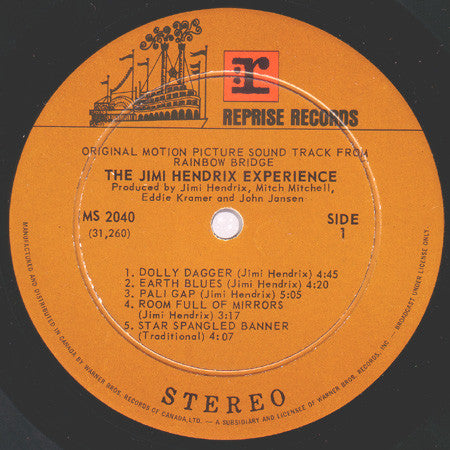 r:
REPRISE RECORDS
ORIGINAL MOTION PICTURE SOUND TRACK FROM
RAINBOW BRIDGE
THE JIMI HENDRIX EXPERIENCE
Produced by Jimi Hendrix, Mitch Mitchell,
Eddie Kramer and John Jansen
MS 2040
(31,260)
SIDE
1
1. DOLLY DAGGER (Jimi Hendrix) 4:45
2. EARTH BLUES (Jimi Hendrix) 4:20
3. PALI GAP (Jimi Hendrix) 5:05
4. ROOM FULL OF MIRRORS
(Jimi Hendrix) 3:17
5. STAR SPANGLED BANNER
(Traditional) 4:07
STEREO
MANUFACTURED AND DISTRIBUTED IN CANADA BY WARNER BROS. RECORDS OF CANADA, LTD. — A SUBSIDIARY AND LICENSEE OF WARNER BROS. RECORDS, INC. — BROADCAST UNDER LICENSE ONLY.